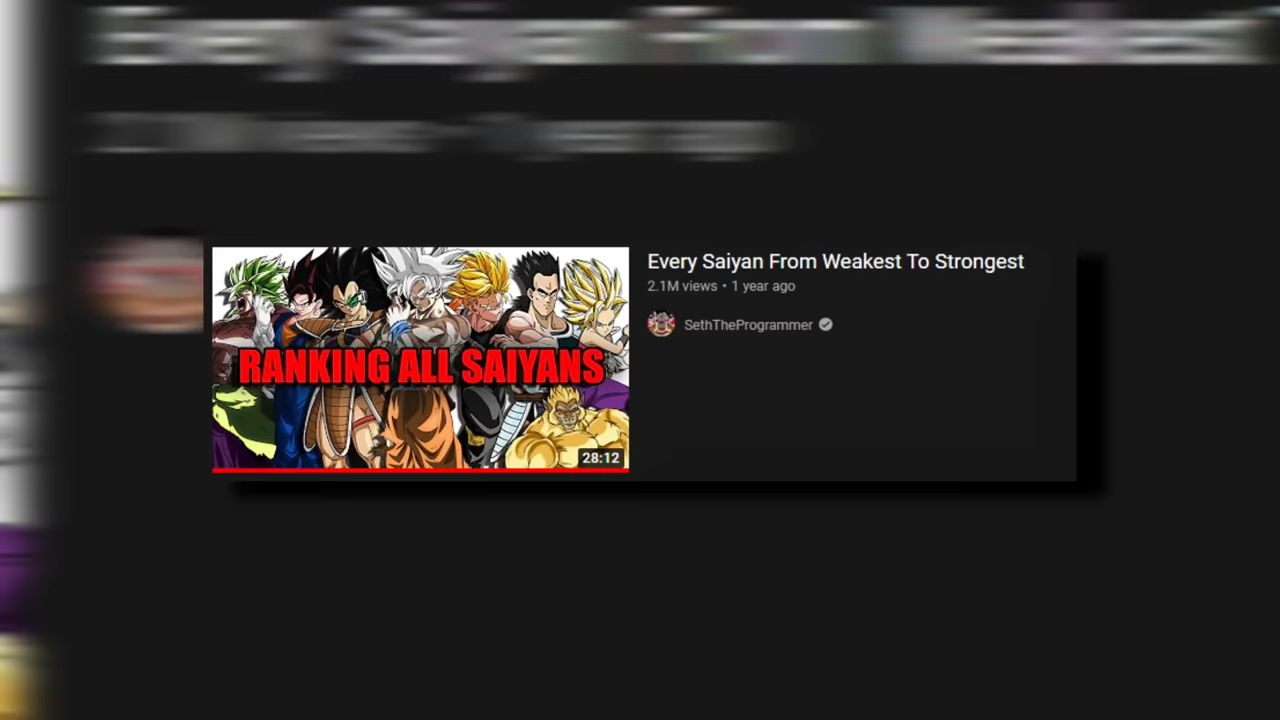 Every Saiyan From Weakest To Strongest
2.1M views • 1 year ago
SethTheProgrammer
RANKING ALL SAIYANS
28:12